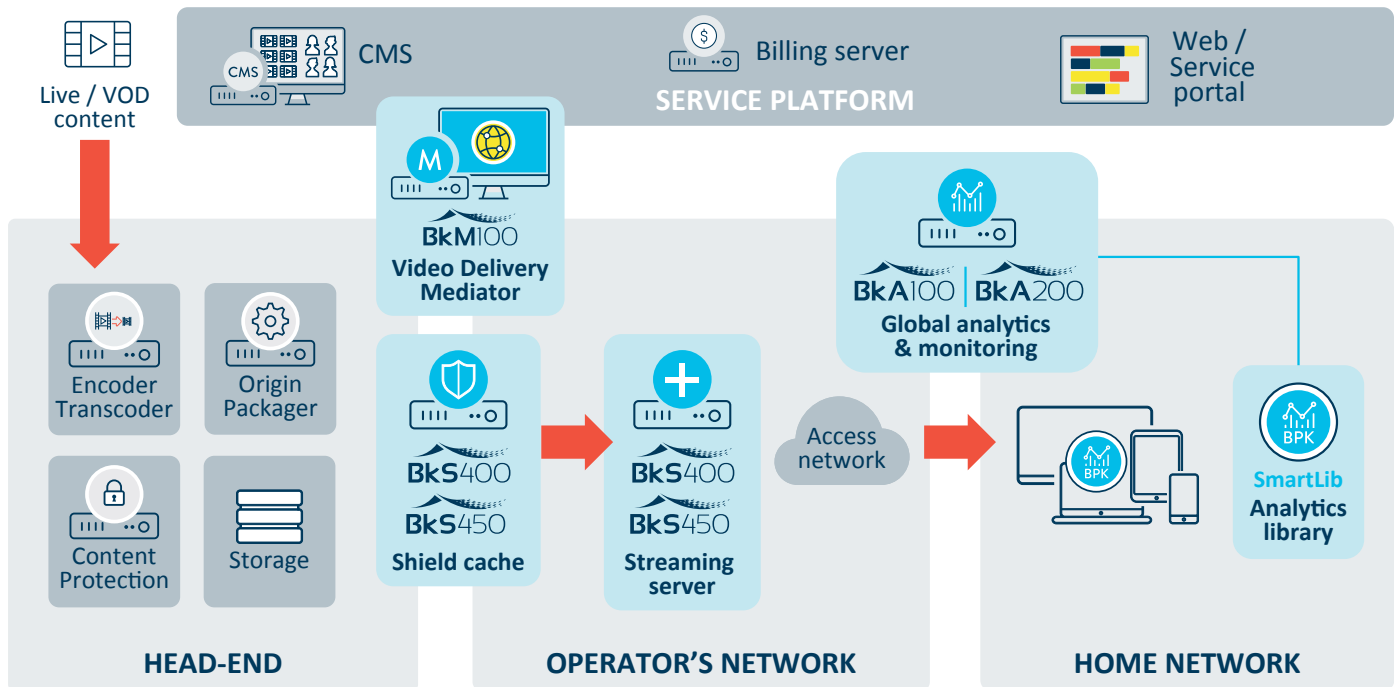 Live / VOD
content
CMS
CMS
Billing server
SERVICE PLATFORM
Web /
Service
portal
M
BkM100
Video Delivery
Mediator
BkA100 | BkA200
Global analytics
& monitoring
Encoder
Transcoder
Origin
Packager
Content
Protection
Storage
BkS400
BkS450
Shield cache
BkS400
BkS450
Streaming
server
Access
network
BPK
BPK
SmartLib
Analytics
library
HEAD-END
OPERATOR'S NETWORK
HOME NETWORK